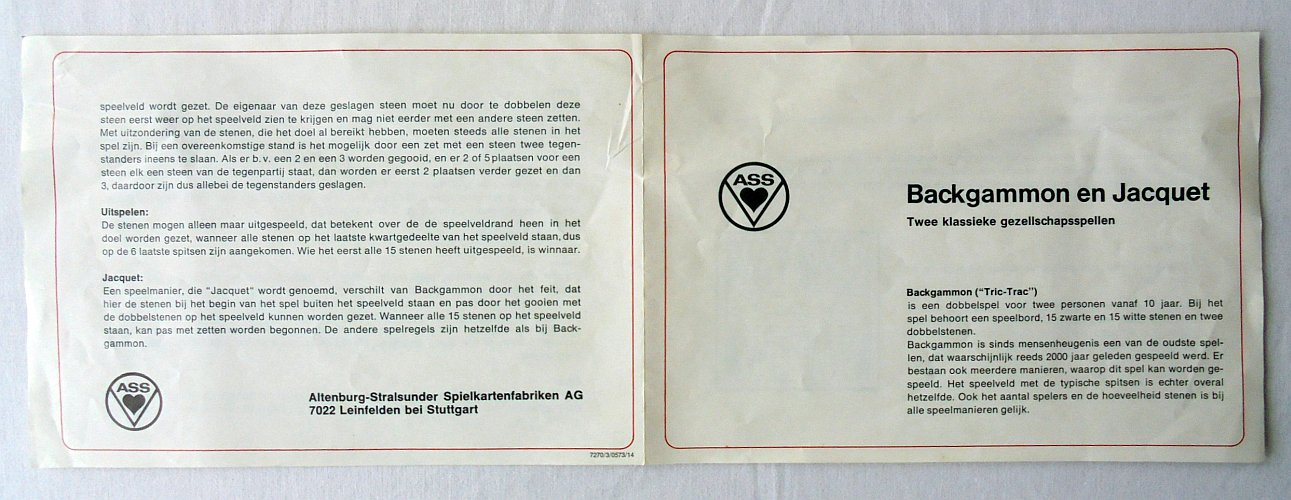 speelveld wordt gezet. De eigenaar van deze geslagen steen moet nu door te dobbelen deze
steen eerst weer op het speelveld zien te krijgen en mag niet eerder met een andere steen zetten.
Met uitzondering van de stenen, die het doel al bereikt hebben, moeten steeds alle stenen in het
spel zijn. Bij een overeenkomstige stand is het mogelijk door een zet met een steen twee tegen-
standers ineens te slaan. Als er b. v. een 2 en een 3 worden gegooid, en er 2 of 5 plaatsen voor een
steen elk een steen van de tegenpartij staat, dan worden er eerst 2 plaatsen verder gezet en dan
3, daardoor zijn dus allebei de tegenstanders geslagen.
Uitspelen:
De stenen mogen alleen maar uitgespeeld, dat betekent over de de speelveldrand heen in het
doel worden gezet, wanneer alle stenen op het laatste kwartgedeelte van het speelveld staan, dus
op de 6 laatste spitsen zijn aangekomen. Wie het eerst alle 15 stenen heeft uitgespeeld, is winnaar.
Jacquet:
Een speelmanier, die "Jacquet" wordt genoemd, verschilt van Backgammon door het feit, dat
hier de stenen bij het begin van het spel buiten het speelveld staan en pas door het gooien met
de dobbelstenen op het speelveld kunnen worden gezet. Wanneer alle 15 stenen op het speelveld
staan, kan pas met zetten worden begonnen. De andere spelregels zijn hetzelfde als bij Back-
gammon.
ASS
Altenburg-Stralsunder Spielkartenfabriken AG
7022 Leinfelden bei Stuttgart
7270/3/0573/14
ASS
Backgammon en Jacquet
Twee klassieke gezellschapsspellen
Backgammon ("Tric-Trac")
is een dobbelspel voor twee personen vanaf 10 jaar. Bij het
spel behoort een speelbord, 15 zwarte en 15 witte stenen en twee
dobbelstenen.
Backgammon is sinds mensenheugenis een van de oudste spel-
len, dat waarschijnlijk reeds 2000 jaar geleden gespeeld werd. Er
bestaan ook meerdere manieren, waarop dit spel kan worden ge-
speeld. Het speelveld met de typische spitsen is echter overal
hetzelfde. Ook het aantal spelers en de hoeveelheid stenen is bij
alle speelmanieren gelijk.